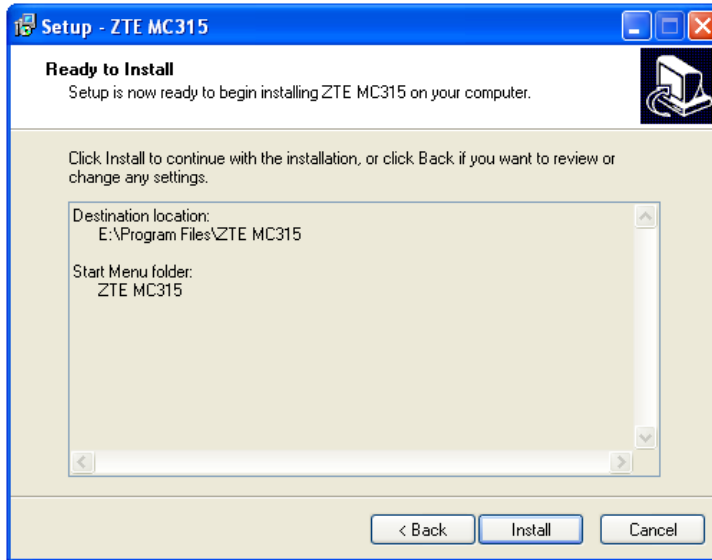 Setup - ZTE MC315
Ready to Install
Setup is now ready to begin installing ZTE MC315 on your computer.
Click Install to continue with the installation, or click Back if you want to review or
change any settings.
Destination location:
E:\Program Files\ZTE MC315
Start Menu folder:
ZTE MC315
< Back
Install
Cancel